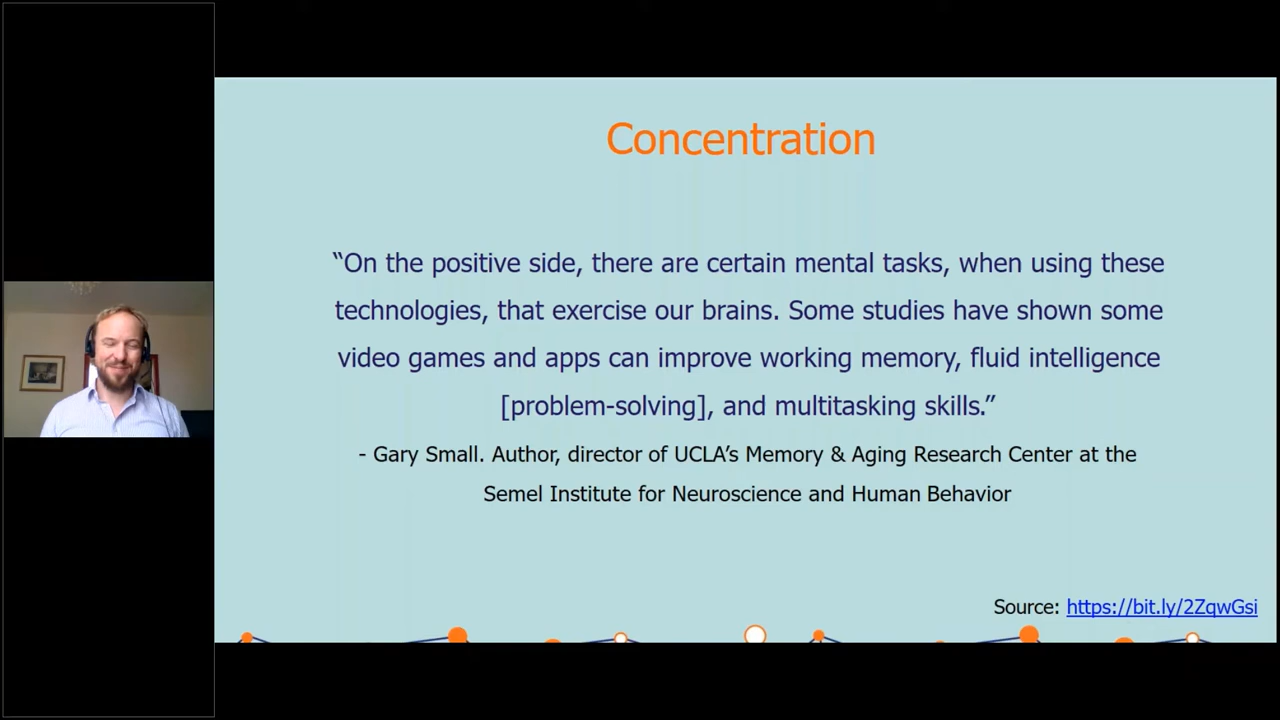 Concentration
“On the positive side, there are certain mental tasks, when using these
technologies, that exercise our brains. Some studies have shown some
video games and apps can improve working memory, fluid intelligence
[problem-solving], and multitasking skills.”
- Gary Small. Author, director of UCLA’s Memory & Aging Research Center at the
Semel Institute for Neuroscience and Human Behavior
Source: https://bit.ly/2ZqwGsi